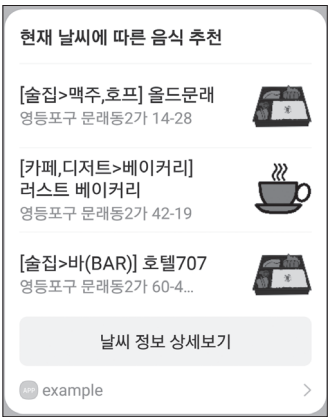 현재 날씨에 따른 음식 추천
[술집>맥주,호프] 올드문래
영등포구 문래동2가 14-28
[카페,디저트>베이커리]
러스트 베이커리
영등포구 문래동2가 42-19
[술집>바(BAR)] 호텔707
영등포구 문래동2가 60-4...
날씨 정보 상세보기
APP example